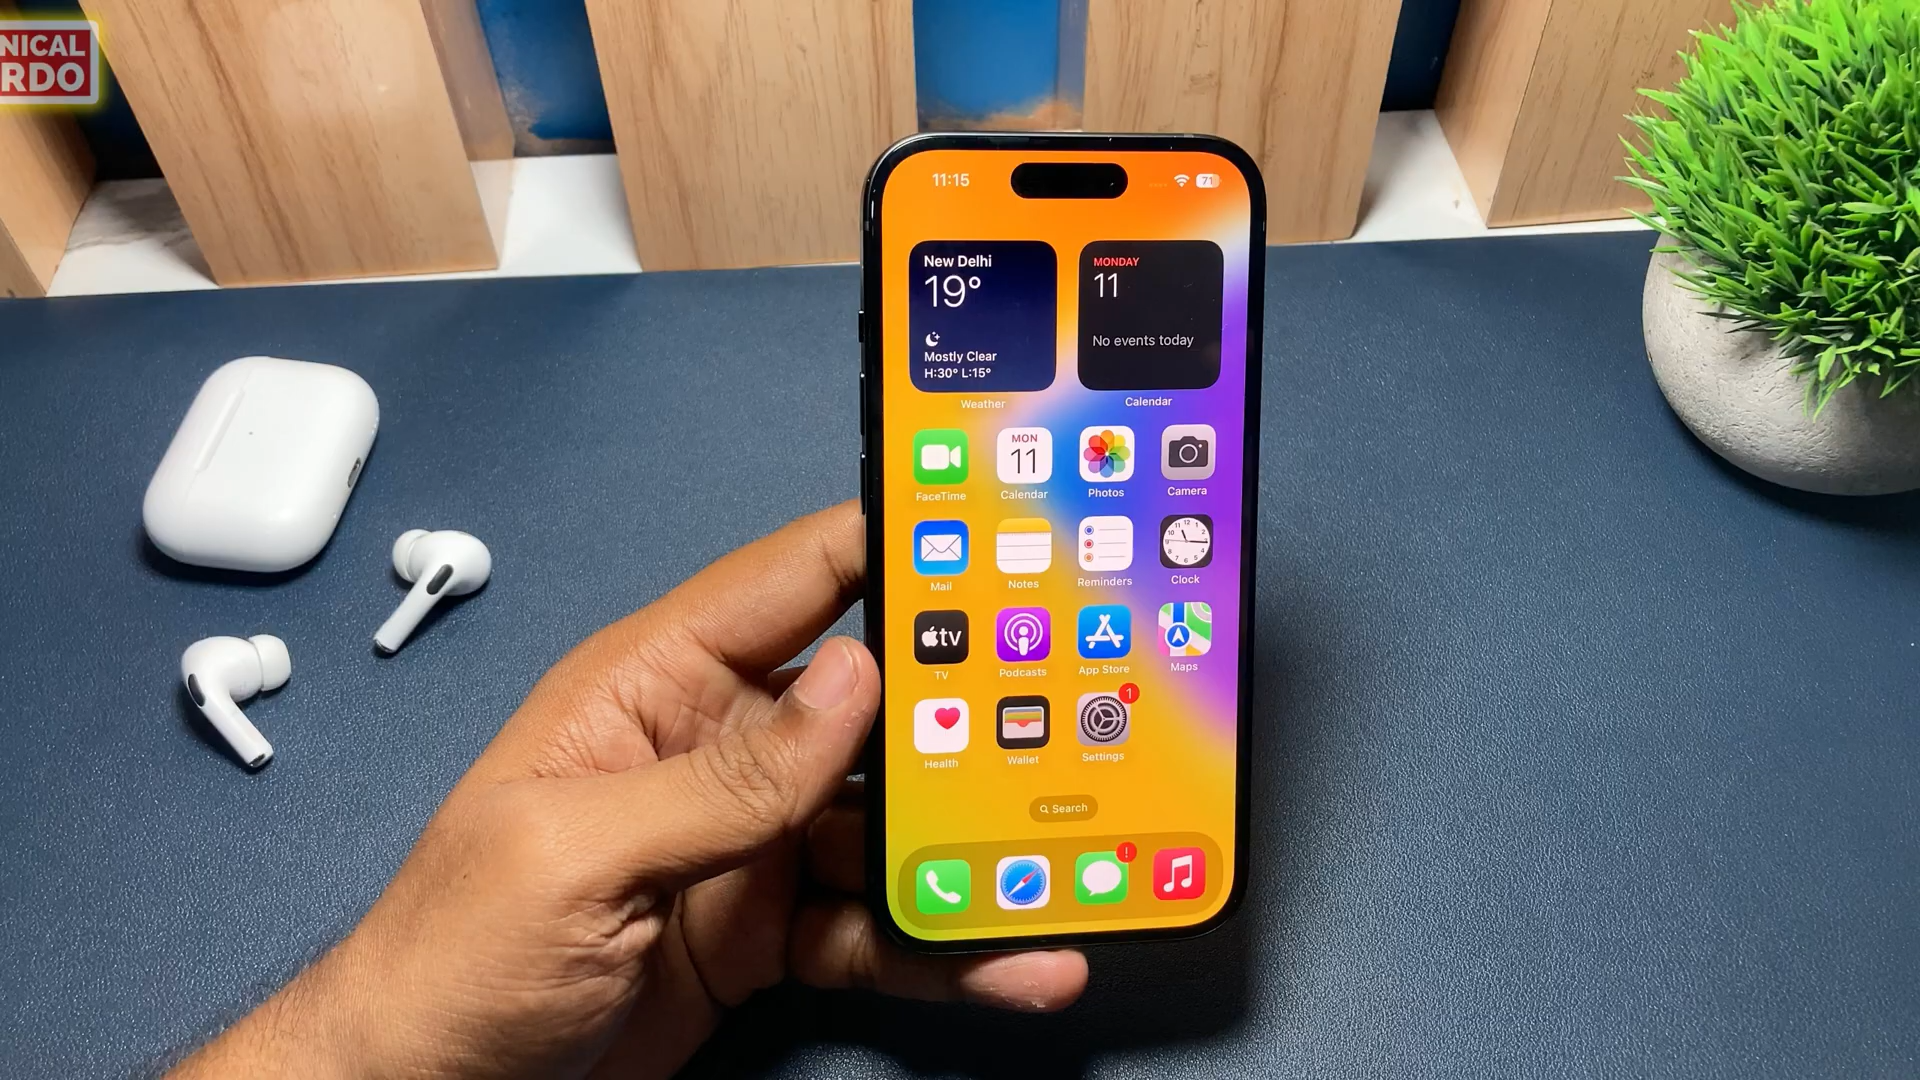 NICAL
RDO
11:15
71
New Delhi
19°
Mostly Clear
H:30° L:15°
Weather
MONDAY
11
No events today
Calendar
FaceTime
MON
11
Calendar
Photos
Camera
Mail
Notes
Reminders
Clock
tv
TV
Podcasts
App Store
Maps
Health
Wallet
1
Settings
Search
!